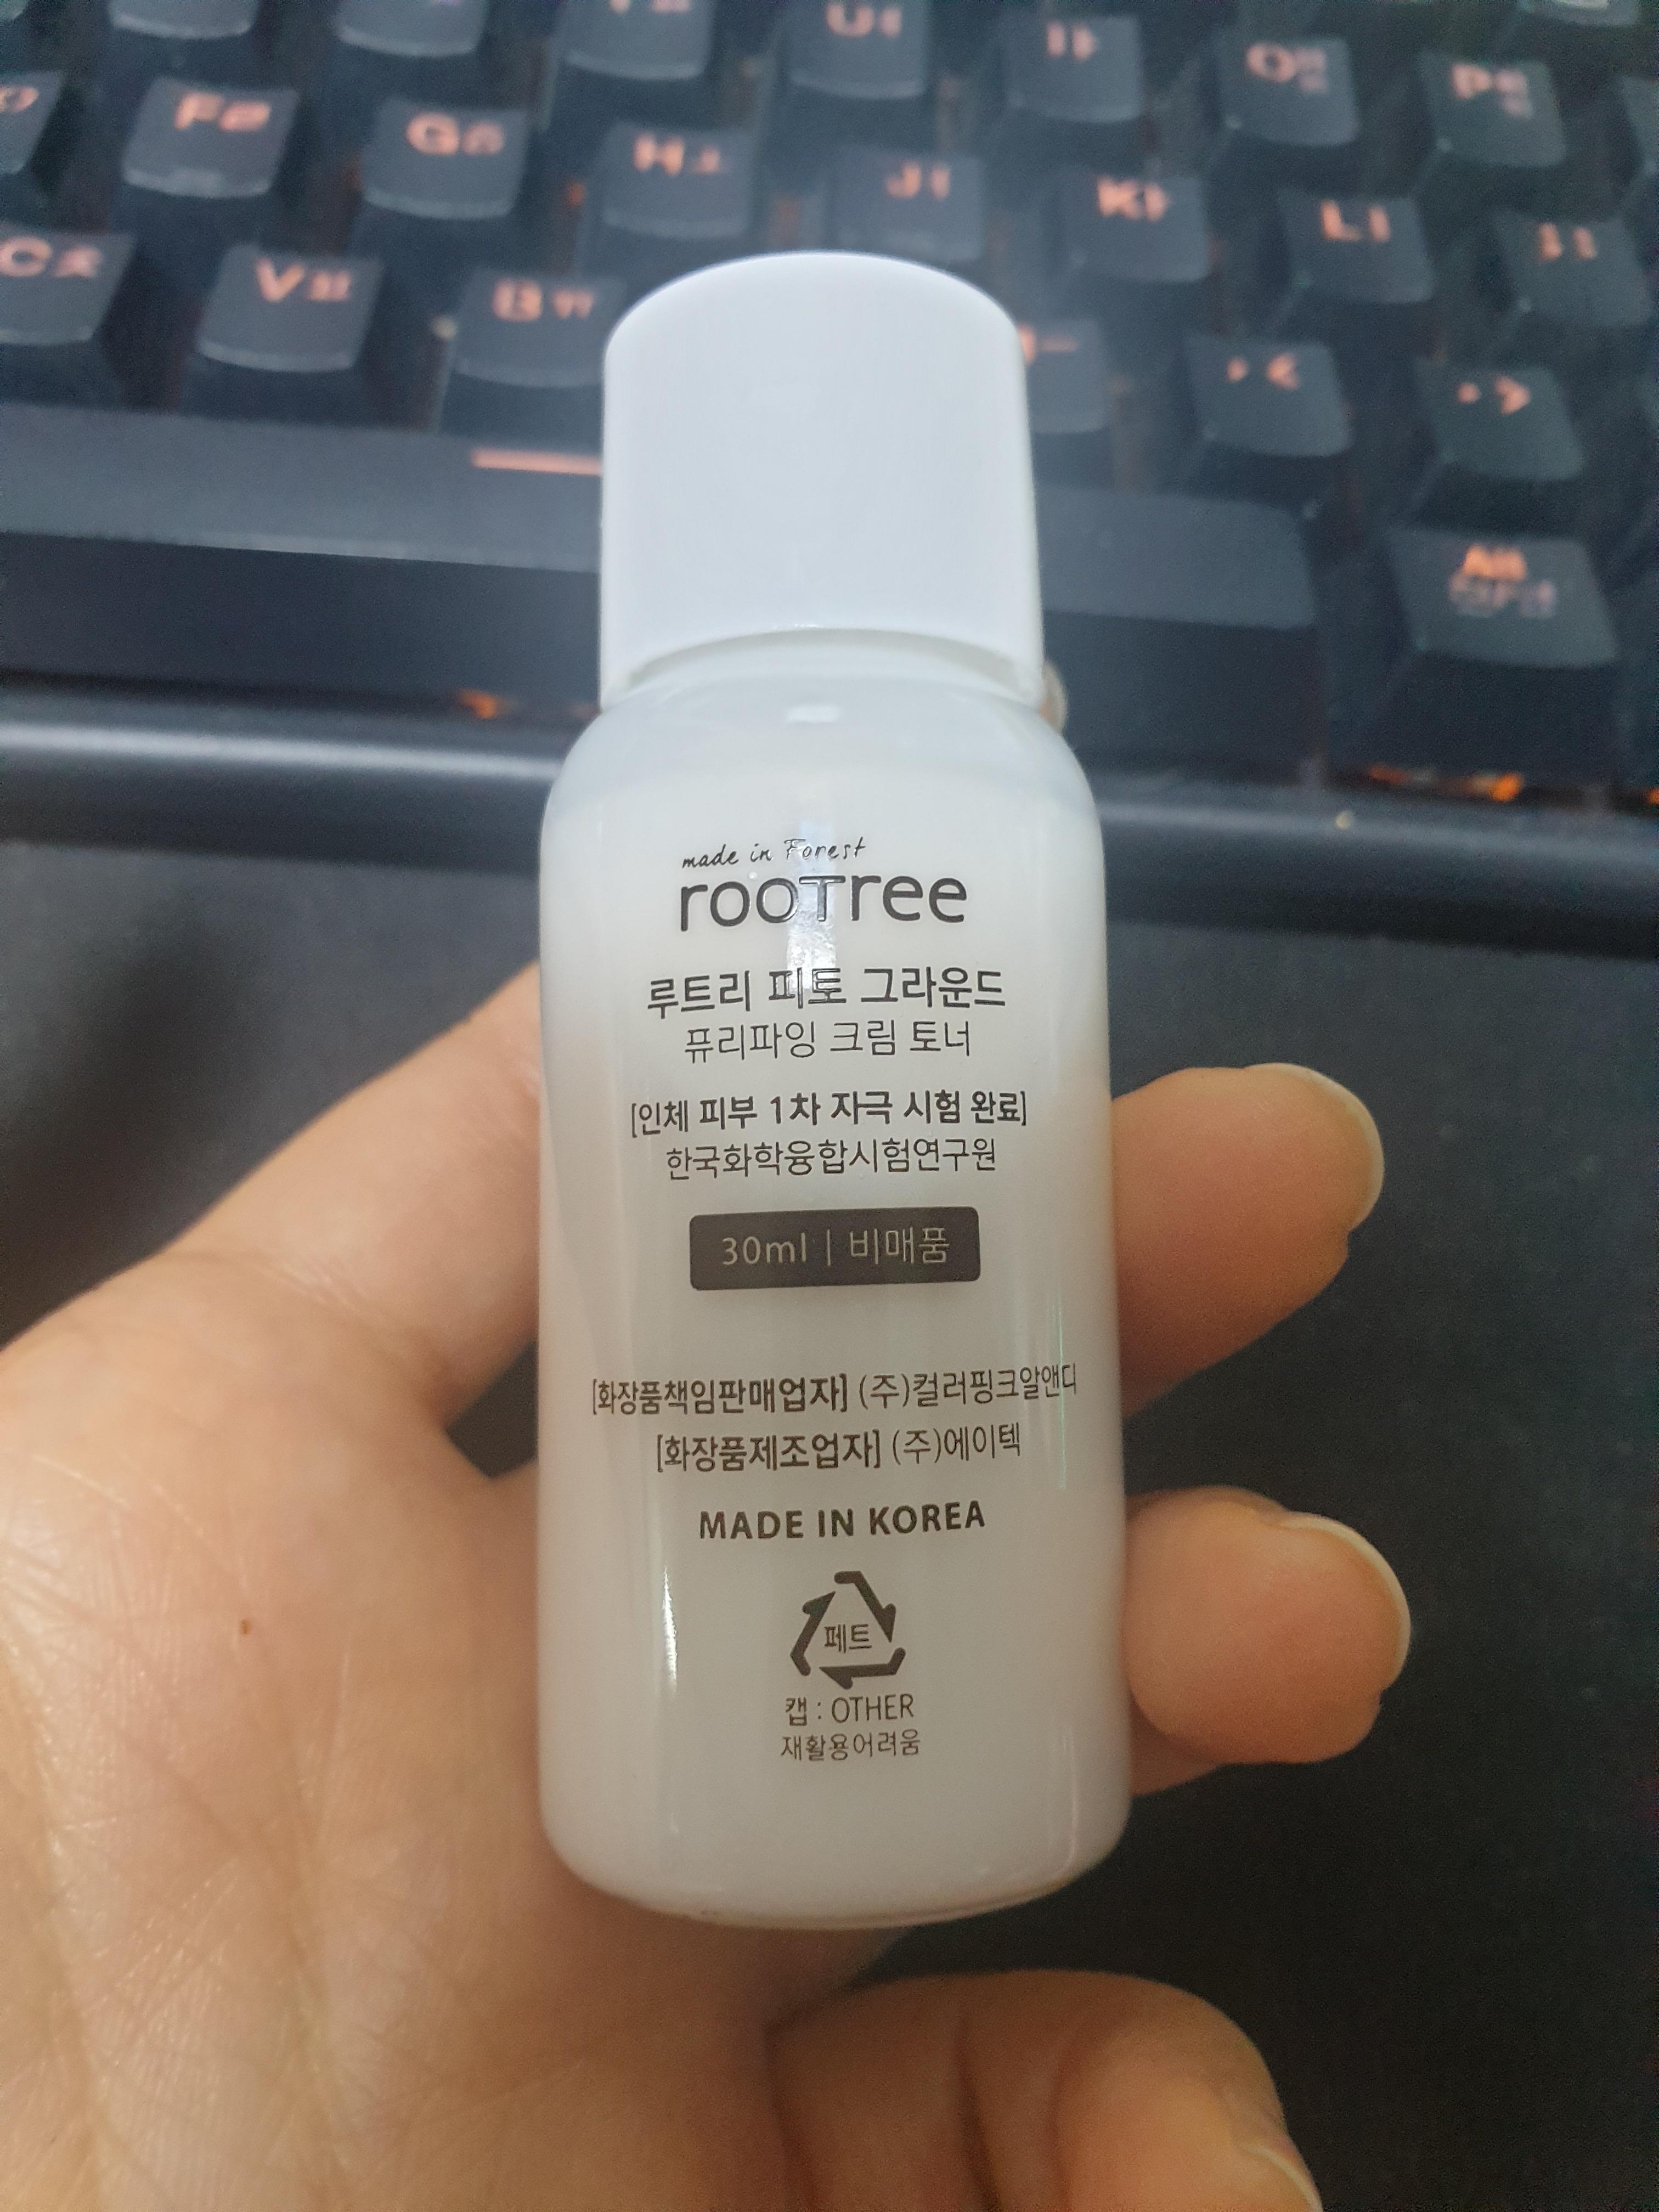 F ㄹ
G ㅎ
H ㅗ
J ㅓ
K ㅏ
L ㅣ
C ㅊ
V ㅍ
B ㅠ
Alt
made in Forest
rooTree
루트리 피토 그라운드
퓨리파잉 크림 토너
[인체 피부 1차 자극 시험 완료]
한국화학융합시험연구원
30ml | 비매품
[화장품책임판매업자] (주)컬러핑크알앤디
[화장품제조업자] (주)에이텍
MADE IN KOREA
페트
캡 : OTHER
재활용어려움